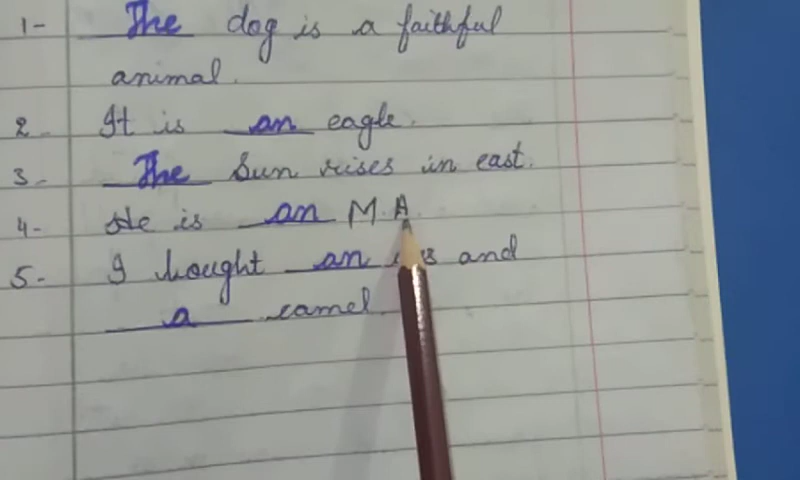 1- The dog is a faithful
animal.
2- It is an eagle.
3- The Sun rises in east.
4- He is an M.A.
5- I bought an and
a camel